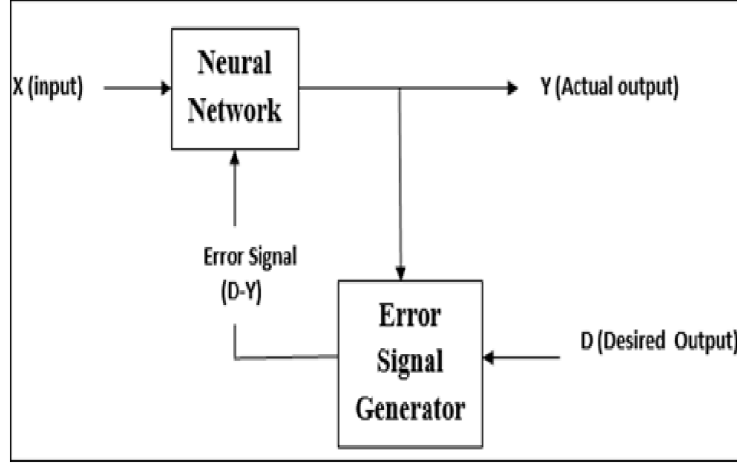 X (input)
Neural
Network
Y (Actual output)
Error Signal
(D-Y)
Error
Signal
Generator
D (Desired Output)